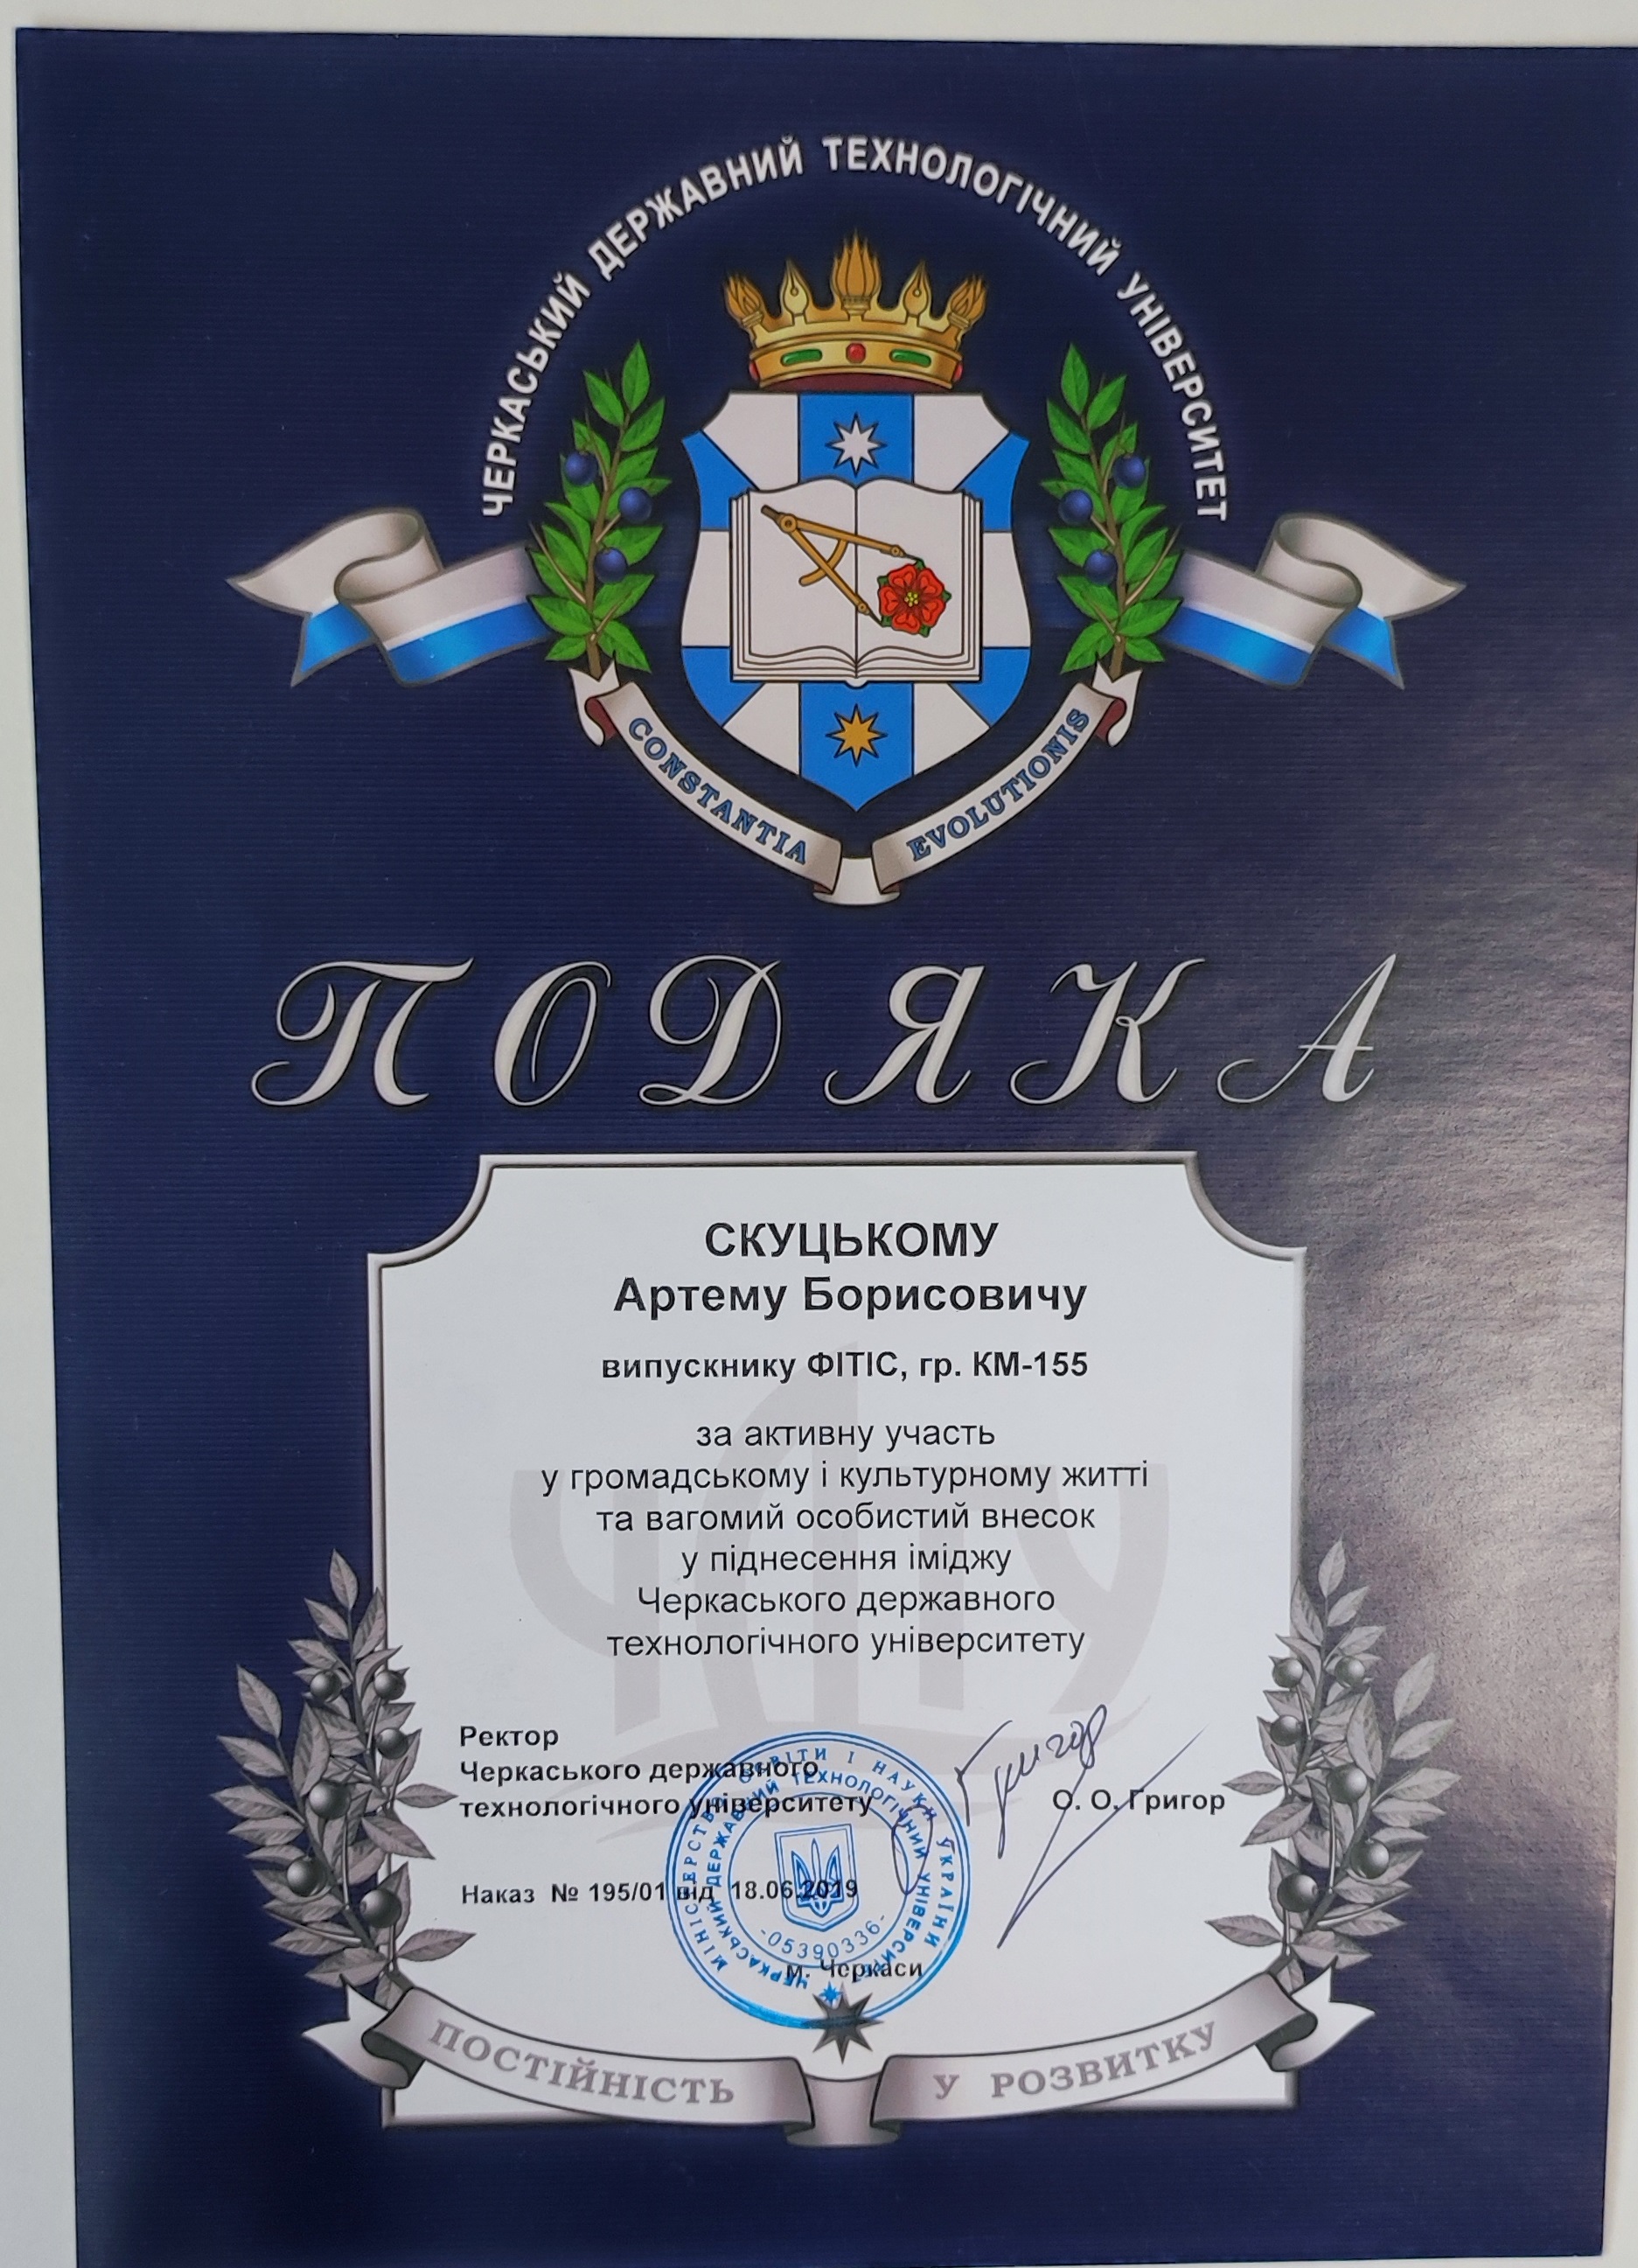 ЧЕРКАСЬКИЙ ДЕРЖАВНИЙ ТЕХНОЛОГІЧНИЙ УНІВЕРСИТЕТ
CONSTANTIA EVOLUTIONIS
ПОДЯКА
СКУЦЬКОМУ
Артему Борисовичу
випускнику ФІТІС, гр. КМ-155
за активну участь
у громадському і культурному житті
та вагомий особистий внесок
у піднесення іміджу
Черкаського державного
технологічного університету
Ректор
Черкаського державного
технологічного університету
О. О. Григор
Григор
Наказ № 195/01 від 18.06.2019
м. Черкаси
МІНІСТЕРСТВО ОСВІТИ І НАУКИ УКРАЇНИ
ЧЕРКАСЬКИЙ ДЕРЖАВНИЙ ТЕХНОЛОГІЧНИЙ УНІВЕРСИТЕТ
-05390336-
ЧДТУ
ПОСТІЙНІСТЬ У РОЗВИТКУ